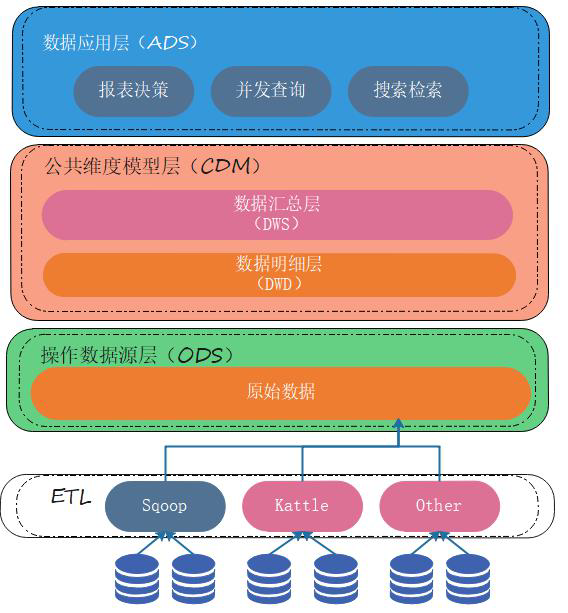 数据应用层（ADS）
报表决策 并发查询 搜索检索
公共维度模型层（CDM）
数据汇总层
（DWS）
数据明细层
（DWD）
操作数据源层（ODS）
原始数据
ETL Sqoop Kattle Other